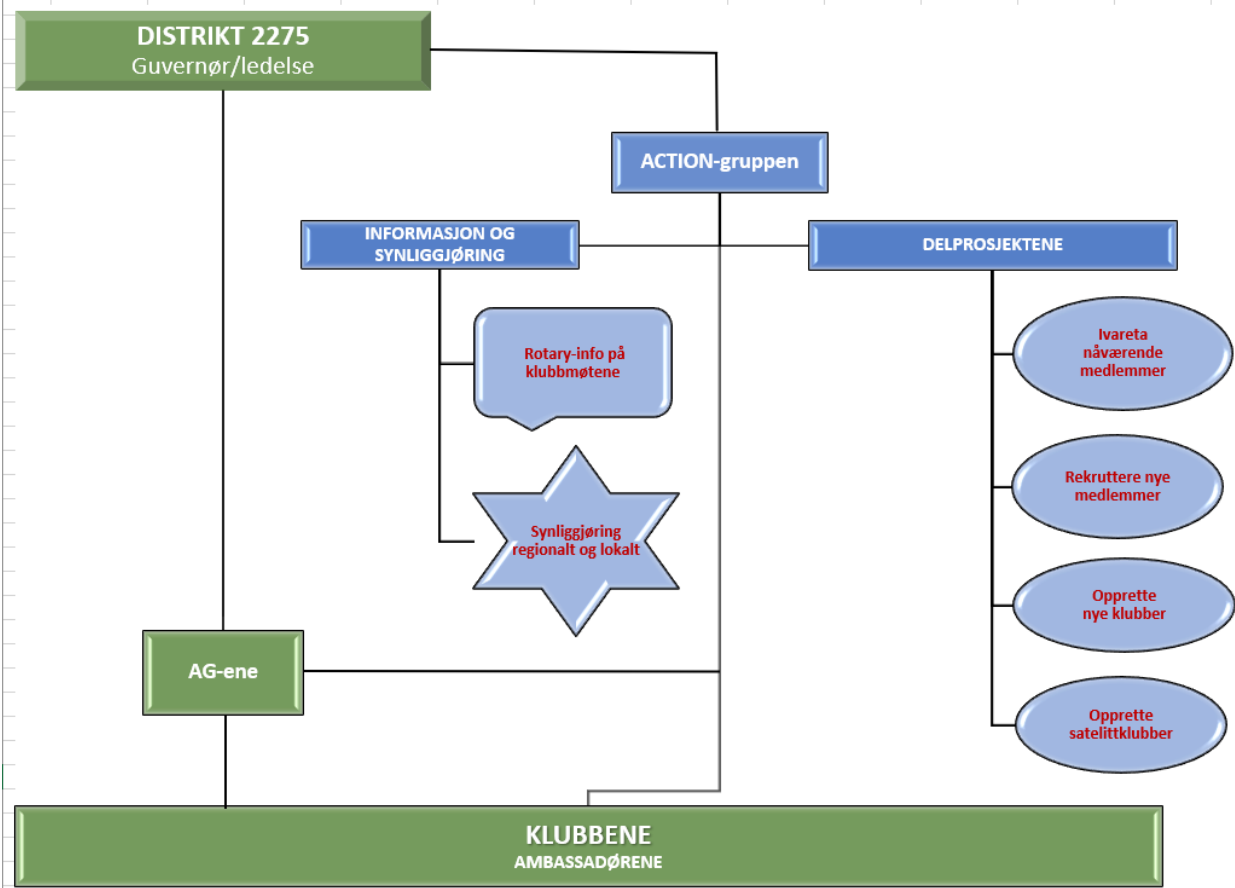 DISTRIKT 2275
Guvernør/ledelse
ACTION-gruppen
INFORMASJON OG
SYNLIGGJØRING
DELPROSJEKTENE
Rotary-info på
klubbmøtene
Synliggjøring
regionalt og lokalt
Ivareta
nåværende
medlemmer
Rekruttere nye
medlemmer
Opprette
nye klubber
Opprette
satelittklubber
AG-ene
KLUBBENE
AMBASSADØRENE